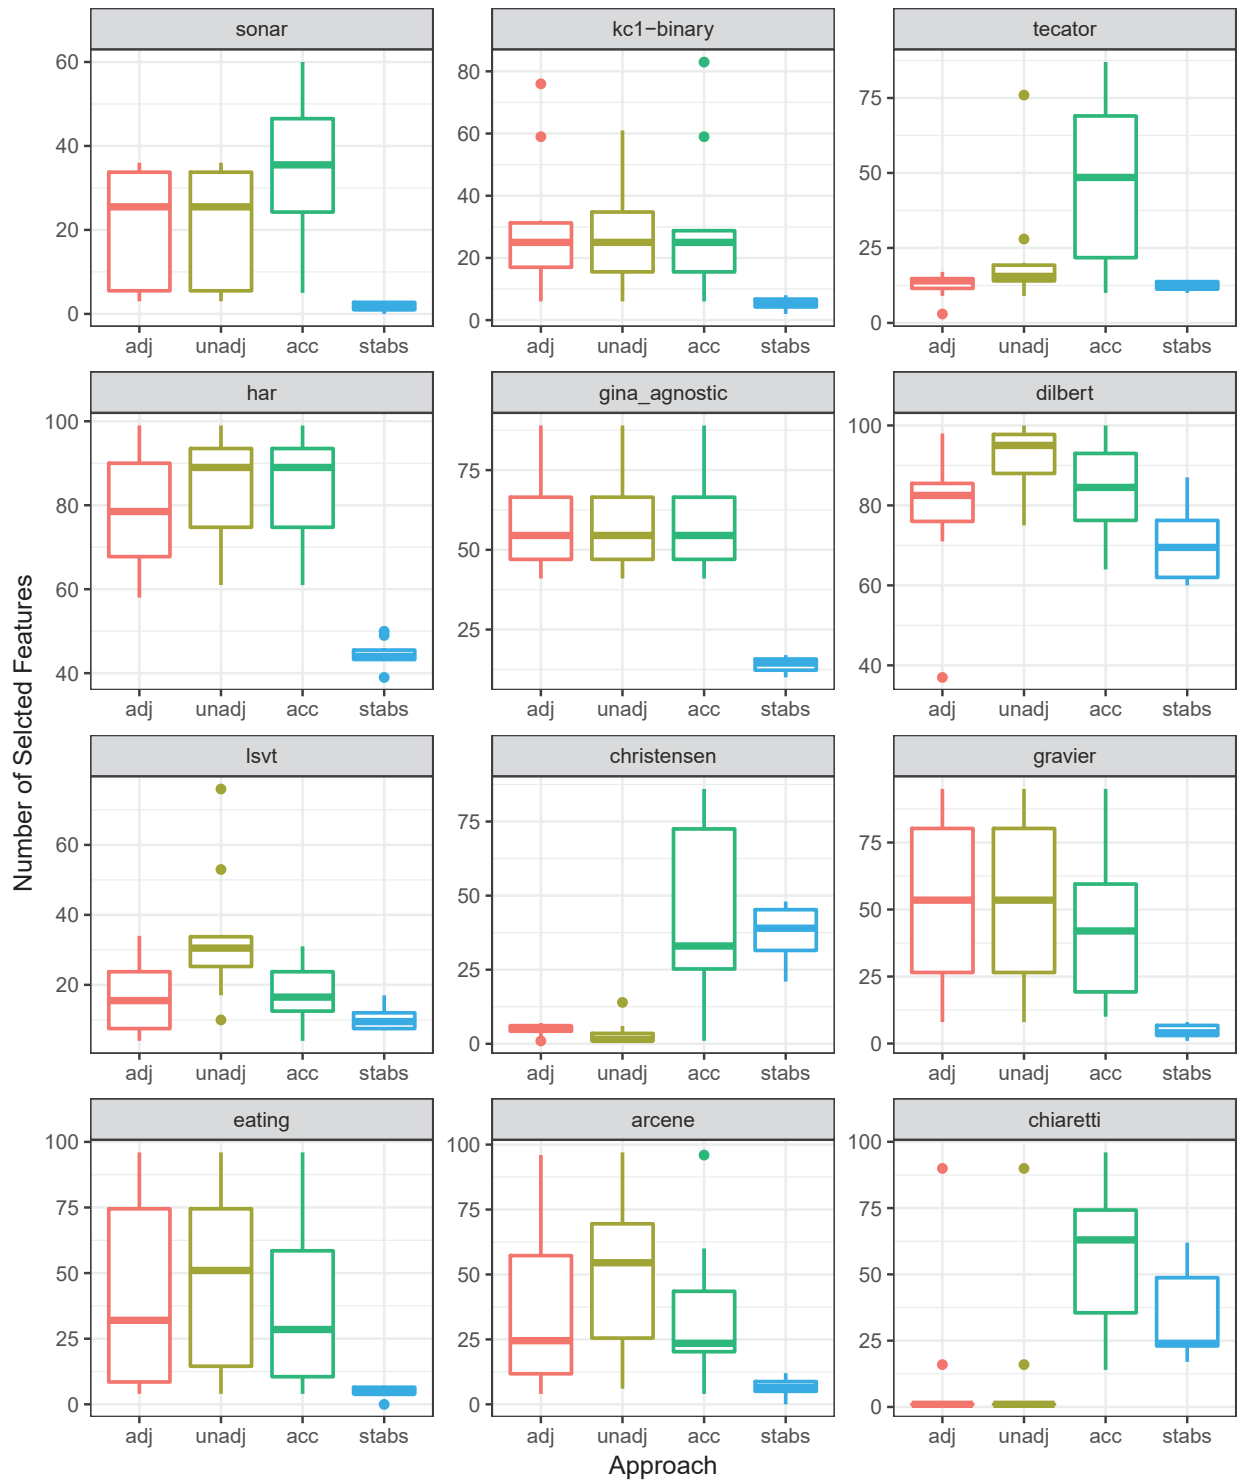 sonar
kc1−binary
tecator
60
40
20
0
80
60
40
20
0
75
50
25
0
adj unadj acc stabs
adj unadj acc stabs
adj unadj acc stabs
har
gina_agnostic
dilbert
100
80
60
40
75
50
25
100
80
60
40
adj unadj acc stabs
adj unadj acc stabs
adj unadj acc stabs
Number of Selcted Features
lsvt
christensen
gravier
60
40
20
75
50
25
0
75
50
25
0
adj unadj acc stabs
adj unadj acc stabs
adj unadj acc stabs
eating
arcene
chiaretti
100
75
50
25
0
100
75
50
25
0
100
75
50
25
0
adj unadj acc stabs
adj unadj acc stabs
adj unadj acc stabs
Approach